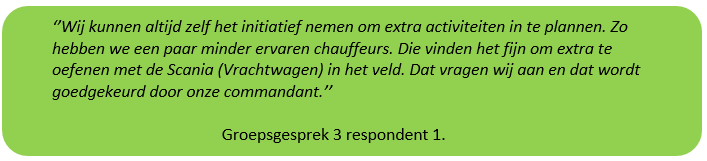 ‘’Wij kunnen altijd zelf het initiatief nemen om extra activiteiten in te plannen. Zo
hebben we een paar minder ervaren chauffeurs. Die vinden het fijn om extra te
oefenen met de Scania (Vrachtwagen) in het veld. Dat vragen wij aan en dat wordt
goedgekeurd door onze commandant.’’
Groepsgesprek 3 respondent 1.